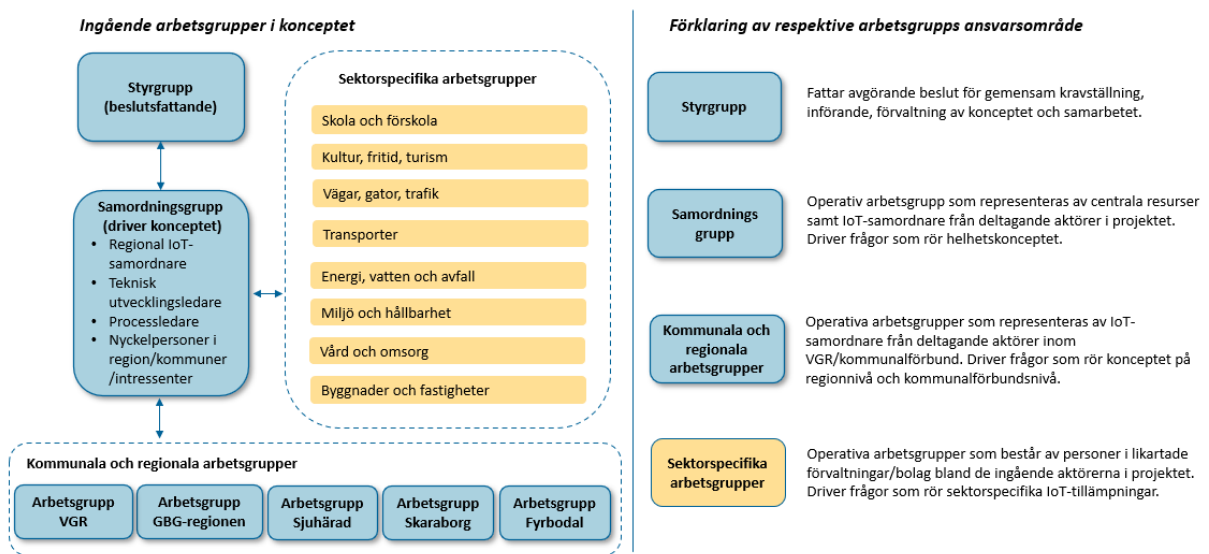 Ingående arbetsgrupper i konceptet
Styrgrupp
(beslutsfattande)
Samordningsgrupp
(driver konceptet)
• Regional IoT-
samordnare
• Teknisk
utvecklingsledare
• Processledare
• Nyckelpersoner i
region/kommuner
/intressenter
Sektorspecifika arbetsgrupper
Skola och förskola
Kultur, fritid, turism
Vägar, gator, trafik
Transporter
Energi, vatten och avfall
Miljö och hållbarhet
Vård och omsorg
Byggnader och fastigheter
Kommunala och regionala arbetsgrupper
Arbetsgrupp
VGR
Arbetsgrupp
GBG-regionen
Arbetsgrupp
Sjuhärad
Arbetsgrupp
Skaraborg
Arbetsgrupp
Fyrbodal
Förklaring av respektive arbetsgrupps ansvarsområde
Styrgrupp
Fattar avgörande beslut för gemensam kravställning,
införande, förvaltning av konceptet och samarbetet.
Samordnings
grupp
Operativ arbetsgrupp som representeras av centrala resurser
samt IoT-samordnare från deltagande aktörer i projektet.
Driver frågor som rör helhetskonceptet.
Kommunala och
regionala
arbetsgrupper
Operativa arbetsgrupper som representeras av IoT-
samordnare från deltagande aktörer inom
VGR/kommunalförbund. Driver frågor som rör konceptet på
regionnivå och kommunalförbundsnivå.
Sektorspecifika
arbetsgrupper
Operativa arbetsgrupper som består av personer i likartade
förvaltningar/bolag bland de ingående aktörerna i projektet.
Driver frågor som rör sektorspecifika IoT-tillämpningar.